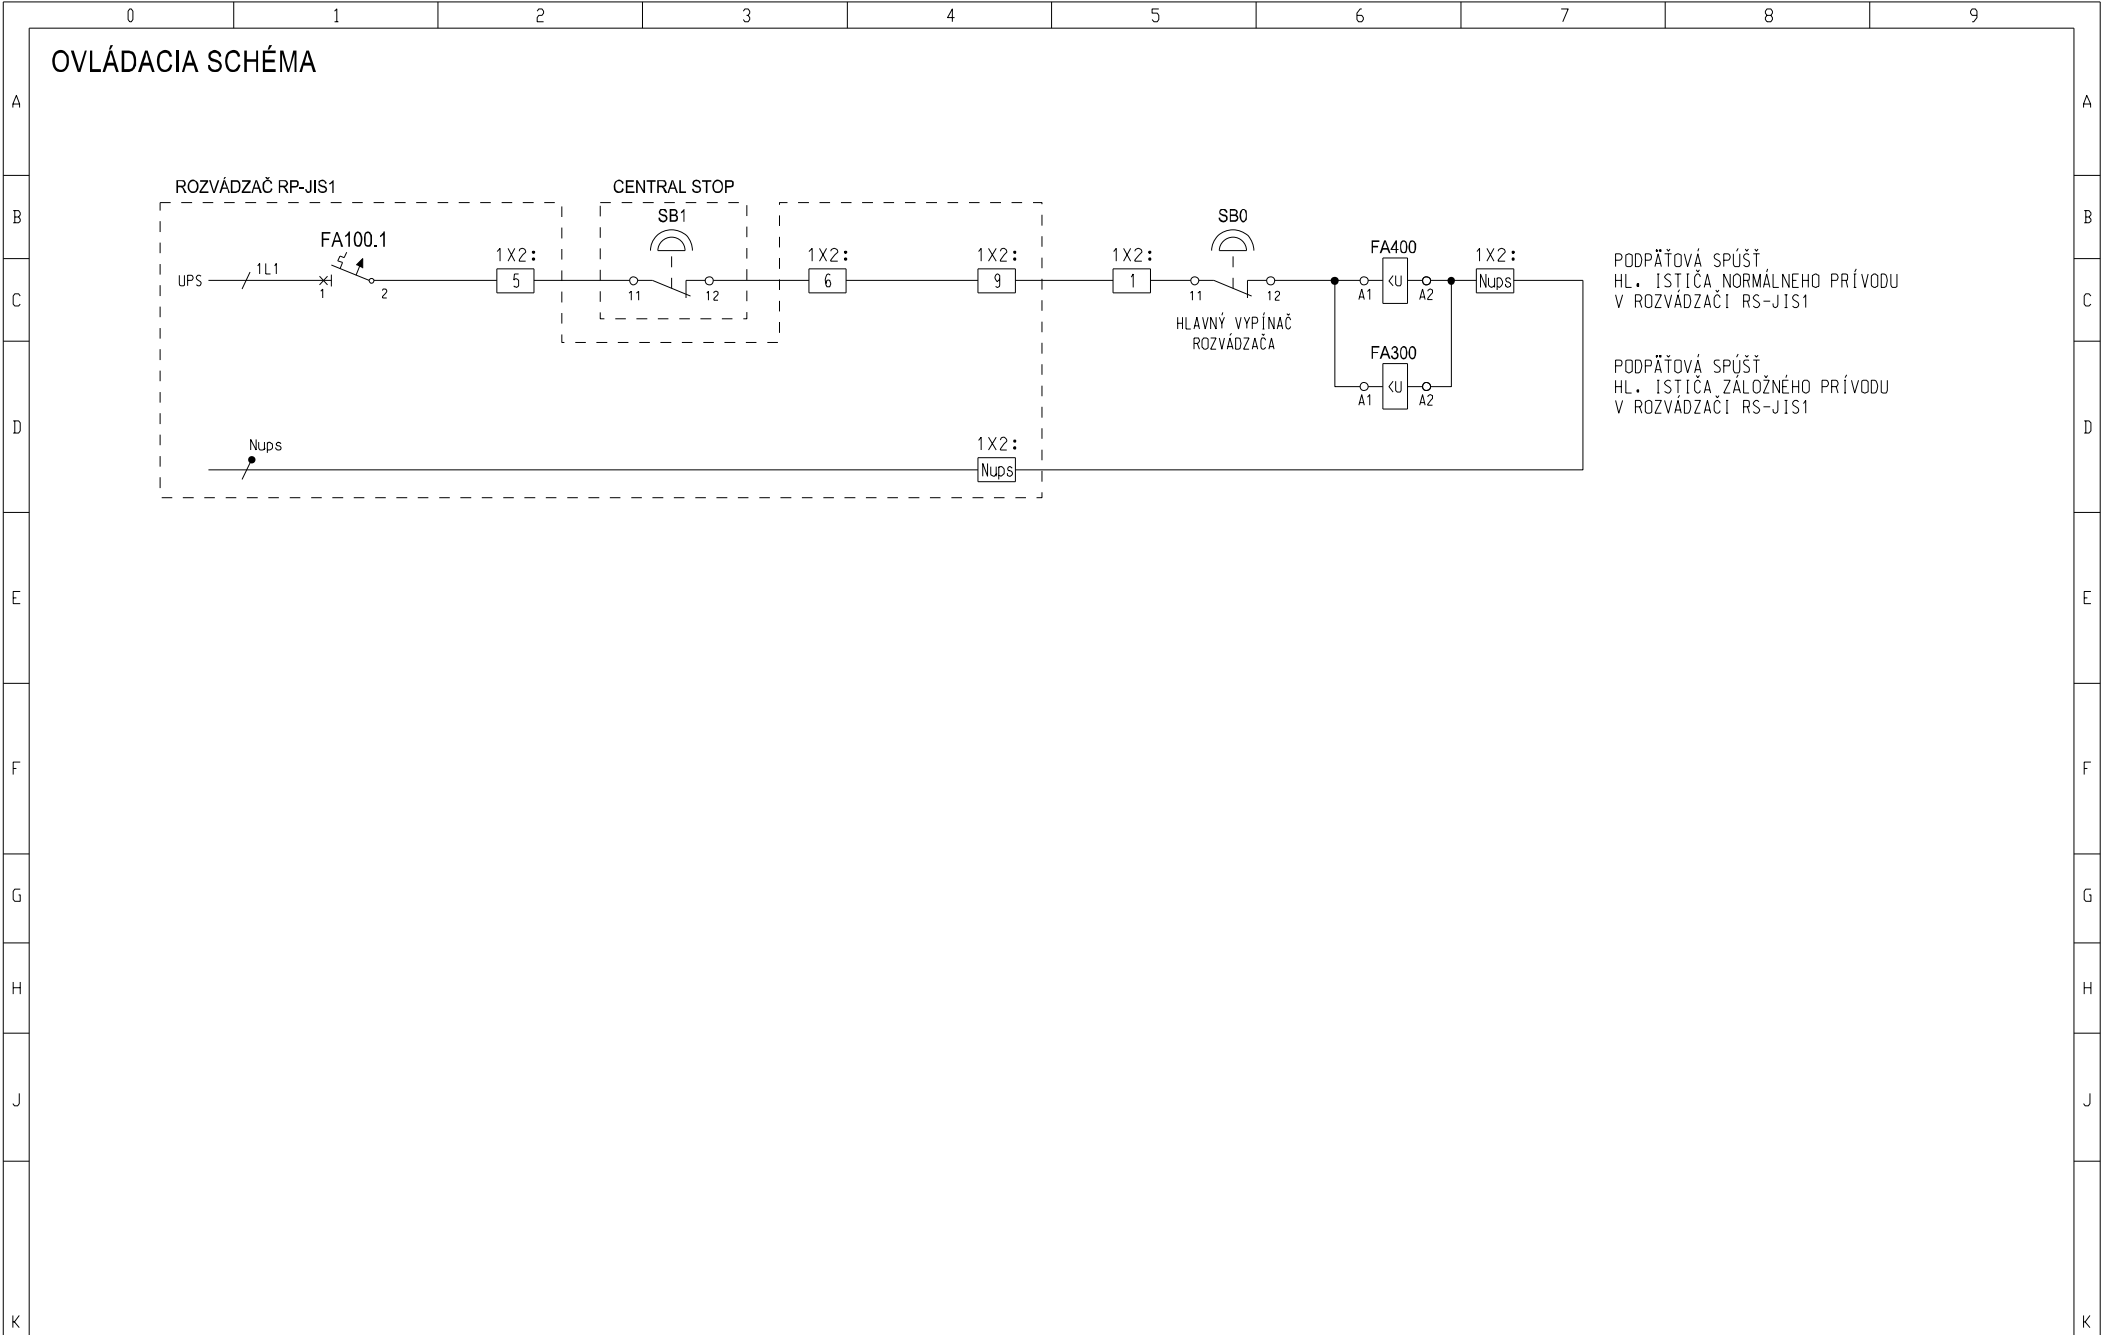 0 1 2 3 4 5 6 7 8 9
OVLÁDACIA SCHÉMA
A A
ROZVÁDZAČ RP-JIS1 CENTRAL STOP
B B
SB1 SB0
FA100.1
1X2: 1X2: 1X2: 1X2: FA400 1X2:
UPS 1L1 5 6 9 1 <U Nups
1 2 11 12 11 12 A1 A2
PODPÄŤOVÁ SPÚŠŤ
HL. ISTIČA NORMÁLNEHO PRÍVODU
V ROZVÁDZAČI RS-JIS1
C C
HLAVNÝ VYPÍNAČ
ROZVÁDZAČA
FA300
<U
A1 A2
PODPÄŤOVÁ SPÚŠŤ
HL. ISTIČA ZÁLOŽNÉHO PRÍVODU
V ROZVÁDZAČI RS-JIS1
D D
Nups 1X2:
Nups
E E
F F
G G
H H
J J
K K